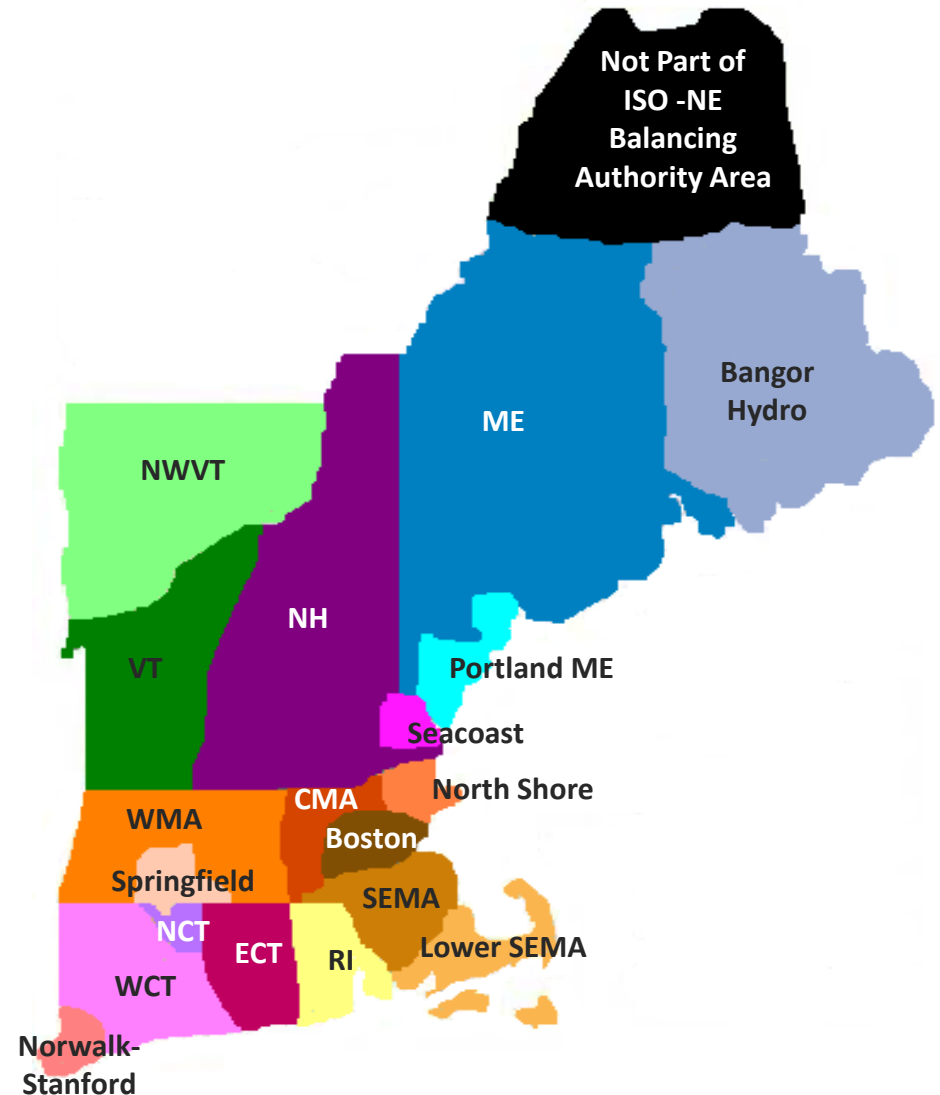 Not Part of
ISO -NE
Balancing
Authority Area
Bangor
Hydro
ME
NWVT
NH
VT
Portland ME
Seacoast
North Shore
CMA
WMA
Boston
Springfield
SEMA
NCT
Lower SEMA
ECT
RI
WCT
Norwalk-
Stanford